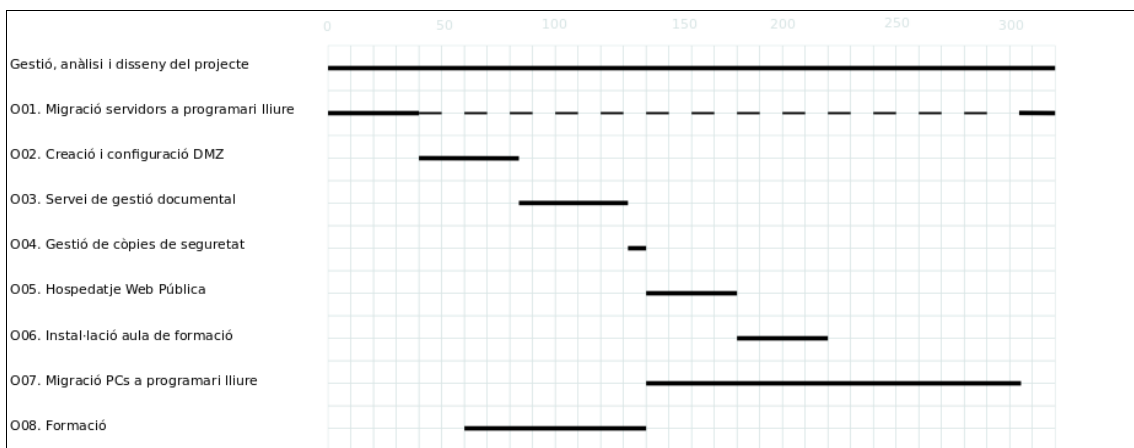 0 50 100 150 200 250 300
Gestió, anàlisi i disseny del projecte
O01. Migració servidors a programari lliure
O02. Creació i configuració DMZ
O03. Servei de gestió documental
O04. Gestió de còpies de seguretat
O05. Hospedatje Web Pública
O06. Instal·lació aula de formació
O07. Migració PCs a programari lliure
O08. Formació